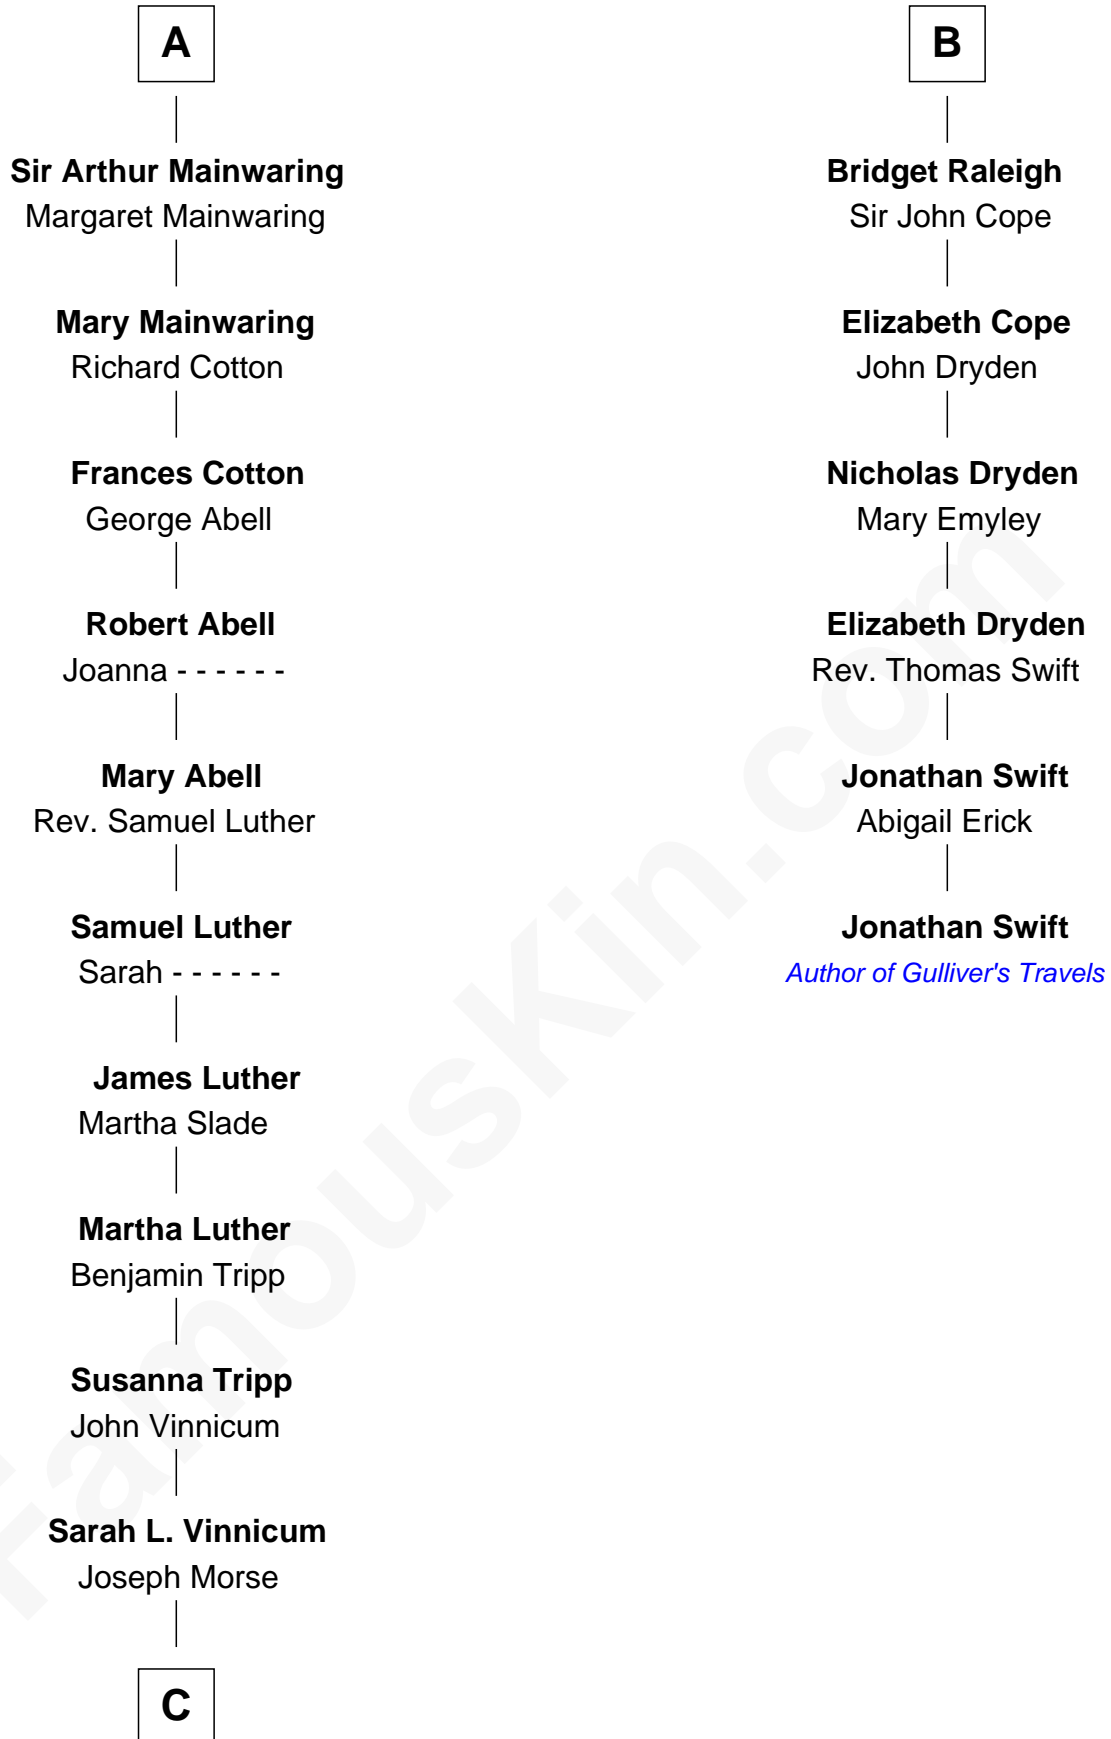 A
Sir Arthur Mainwaring
Margaret Mainwaring
Mary Mainwaring
Richard Cotton
Frances Cotton
George Abell
Robert Abell
Joanna - - - - - -
Mary Abell
Rev. Samuel Luther
Samuel Luther
Sarah - - - - - -
James Luther
Martha Slade
Martha Luther
Benjamin Tripp
Susanna Tripp
John Vinnicum
Sarah L. Vinnicum
Joseph Morse
C
B
Bridget Raleigh
Sir John Cope
Elizabeth Cope
John Dryden
Nicholas Dryden
Mary Emyley
Elizabeth Dryden
Rev. Thomas Swift
Jonathan Swift
Abigail Erick
Jonathan Swift
Author of Gulliver's Travels
FamousKin.com